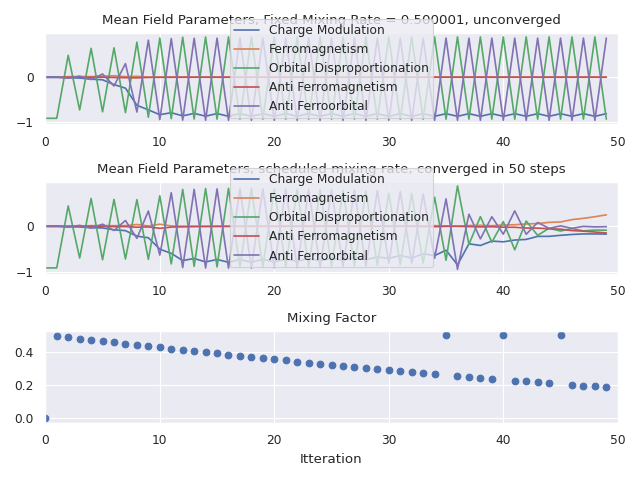 Mean Field Parameters, Fixed Mixing Rate = 0.500001, unconverged
Charge Modulation
Ferromagnetism
Orbital Disproportionation
Anti Ferromagnetism
Anti Ferroorbital
0
−1
0 10 20 30 40 50
Mean Field Parameters, scheduled mixing rate, converged in 50 steps
Charge Modulation
Ferromagnetism
Orbital Disproportionation
Anti Ferromagnetism
Anti Ferroorbital
0
−1
0 10 20 30 40 50
Mixing Factor
0.4
0.2
0.0
0 10 20 30 40 50
Itteration